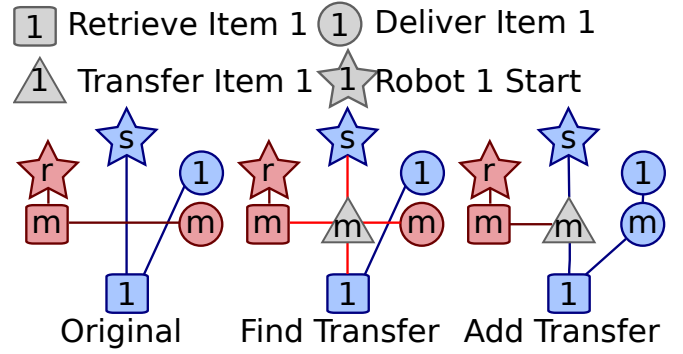 1 Retrieve Item 1 1 Deliver Item 1
1 Transfer Item 1 1 Robot 1 Start
s s s
r 1 r 1 r 1
m m m m m m m m
1 1 1
Original Find Transfer Add Transfer